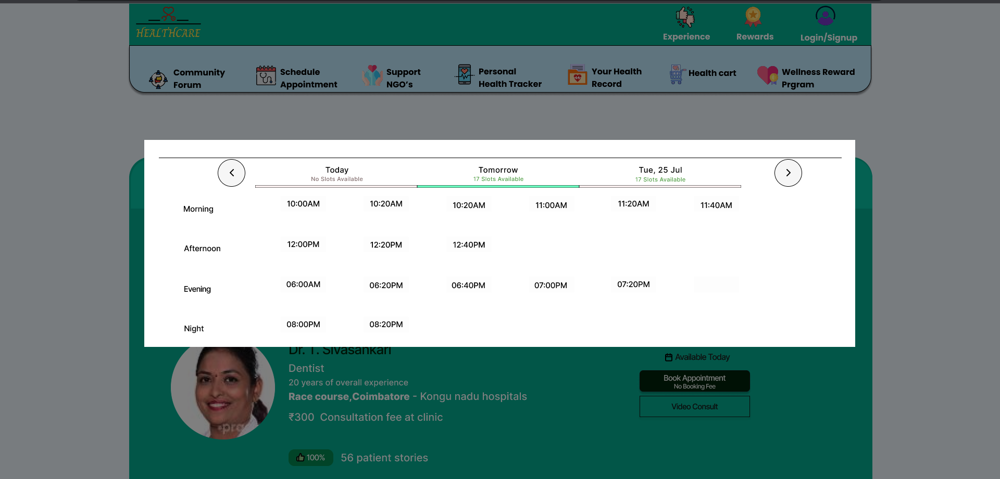 HEALTHCARE
Experience
Rewards
Login/Signup
Community
Forum
Schedule
Appointment
Support
NGO's
Personal
Health Tracker
Your Health
Record
Health cart
Wellness Reward
Prgram
Today
No Slots Available
Tomorrow
17 Slots Available
Tue, 25 Jul
17 Slots Available
Morning 10:00AM 10:20AM 10:20AM 11:00AM 11:20AM 11:40AM
Afternoon 12:00PM 12:20PM 12:40PM
Evening 06:00AM 06:20PM 06:40PM 07:00PM 07:20PM
Night 08:00PM 08:20PM
Dr. T. Sivasankari
Dentist
20 years of overall experience
Race course,Coimbatore - Kongu nadu hospitals
₹300 Consultation fee at clinic
100% 56 patient stories
Available Today
Book Appointment
No Booking Fee
Video Consult